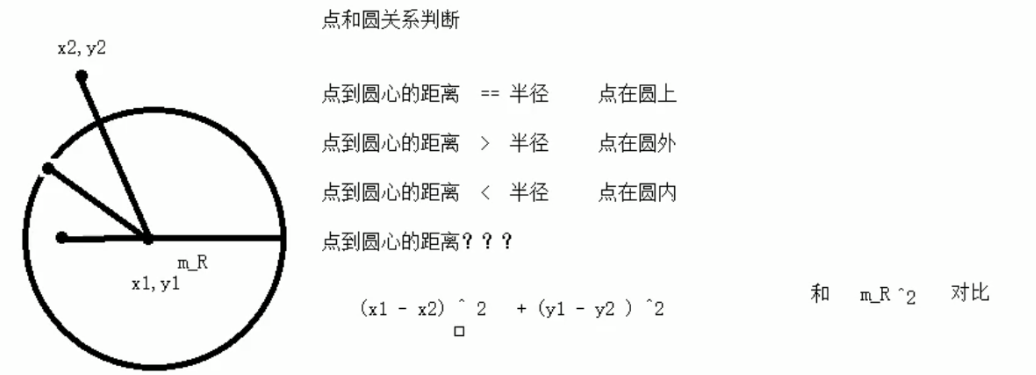 点和圆关系判断
x2,y2
点到圆心的距离 == 半径 点在圆上
点到圆心的距离 > 半径 点在圆外
点到圆心的距离 < 半径 点在圆内
点到圆心的距离？？？
m_R
x1,y1
(x1 - x2) ^ 2 + (y1 - y2 ) ^2 和 m_R ^2 对比